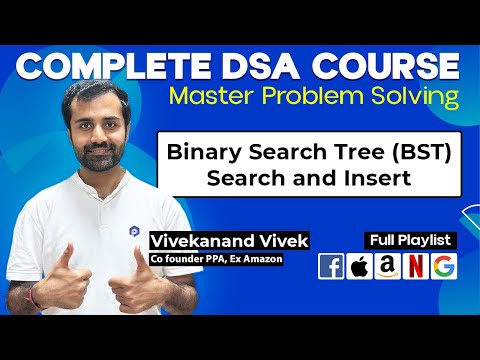 COMPLETE DSA COURSE
Master Problem Solving
Binary Search Tree (BST)
Search and Insert
Vivekanand Vivek
Co founder PPA, Ex Amazon
Full Playlist